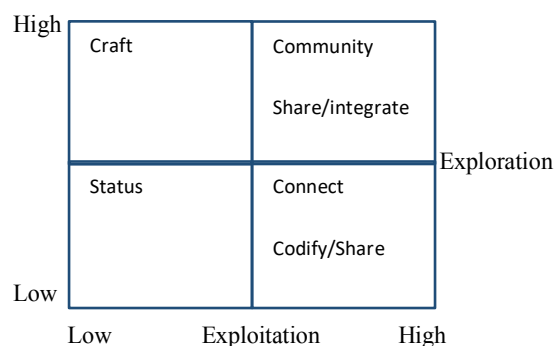 High
Craft
Community
Share/integrate
Exploration
Status
Connect
Codify/Share
Low
Low
Exploitation
High